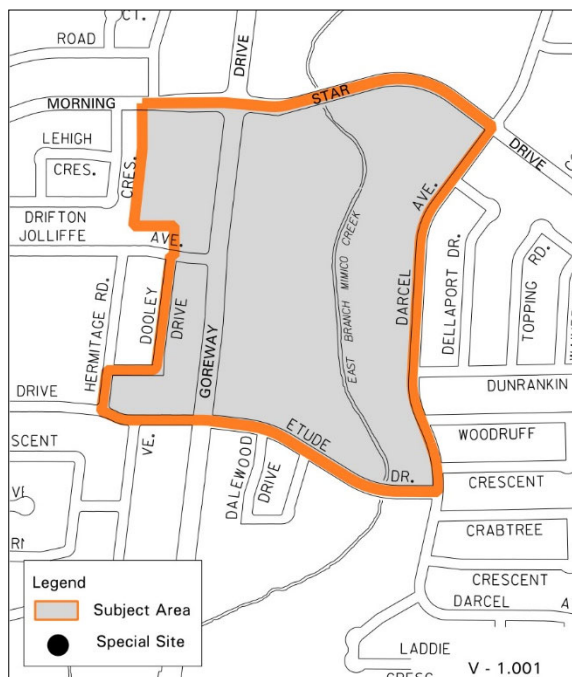 CT.
ROAD
DRIVE
MORNING
STAR
DRIVE
LEHIGH
CRES.
CRES.
DRIFTON
JOLLIFFE
AVE.
AVE.
DARCEL
DELLAPORT DR.
TOPPING RD.
HERMITAGE RD.
DOOLEY
DRIVE
GOREWAY
EAST BRANCH MIMICO CREEK
DUNRANKIN
DRIVE
ETUDE
DR.
WOODRUFF
SCENT
VE.
DALEWOOD
DRIVE
CRESCENT
CRABTREE
CRESCENT
DARCEL A
LADDIE
Legend
Subject Area
Special Site
V - 1.001